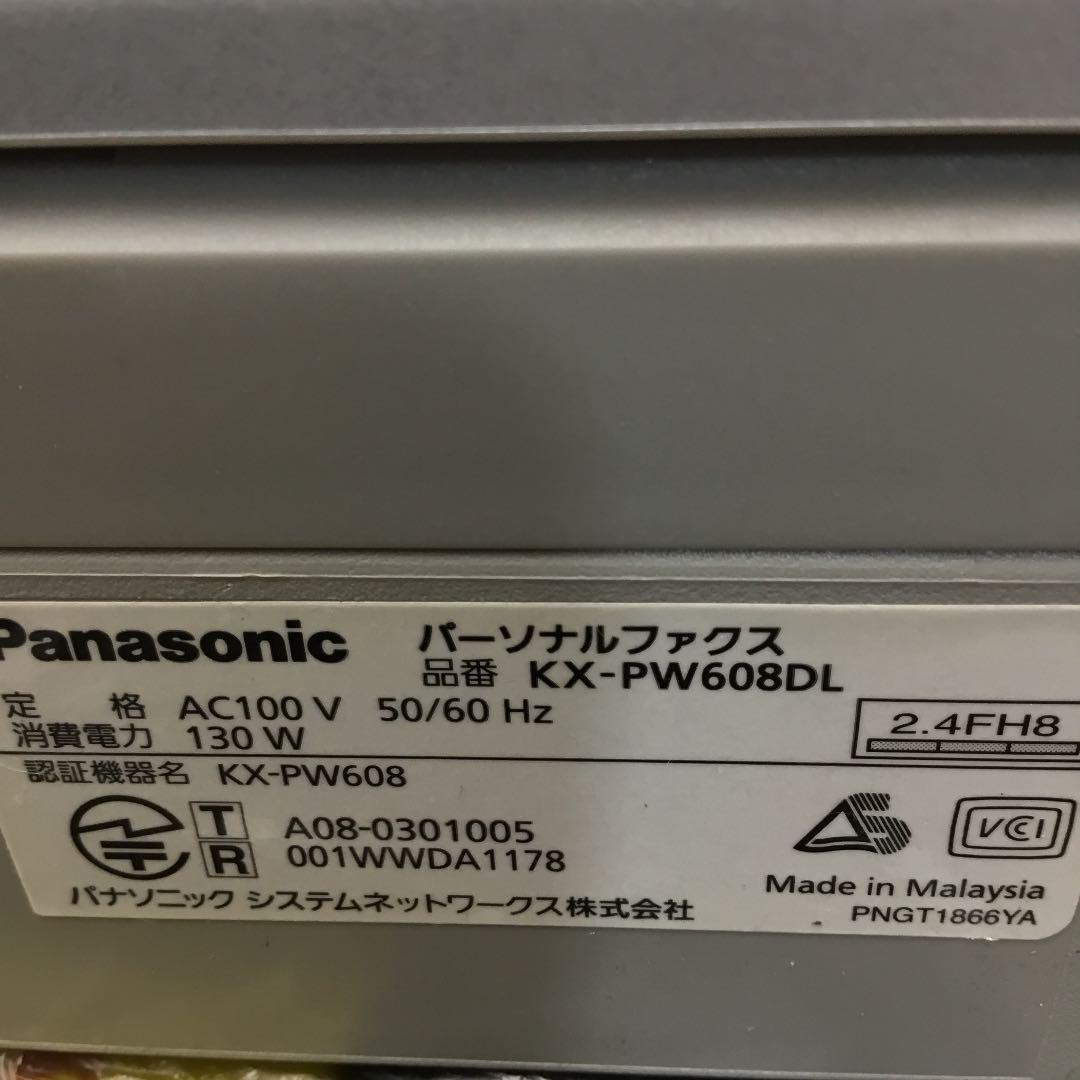 Panasonic
パーソナルファクス
品番 KX-PW608DL
定 格 AC100 V 50/60 Hz
消費電力 130 W
2.4FH8
認証機器名 KX-PW608
T A08-0301005
R 001WWDA1178
VCI
Made in Malaysia
パナソニック システムネットワークス株式会社
PNGT1866YA